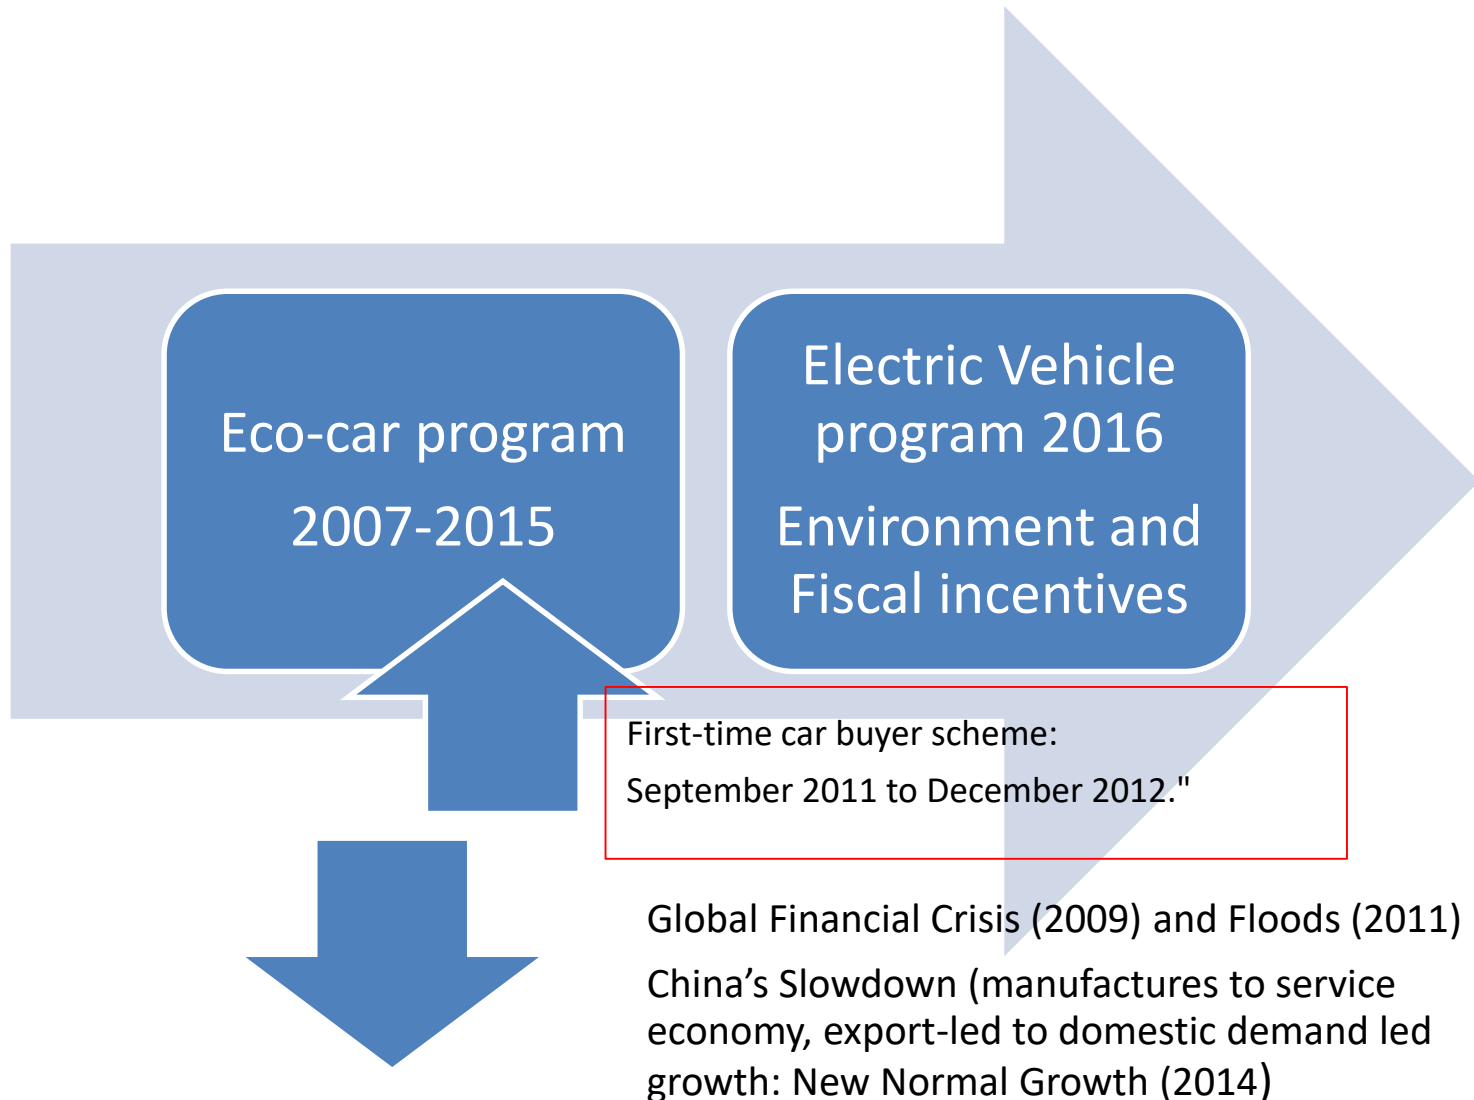 Eco-car program
2007-2015
Electric Vehicle
program 2016
Environment and
Fiscal incentives
First-time car buyer scheme:
September 2011 to December 2012."
Global Financial Crisis (2009) and Floods (2011)
China’s Slowdown (manufactures to service
economy, export-led to domestic demand led
growth: New Normal Growth (2014)